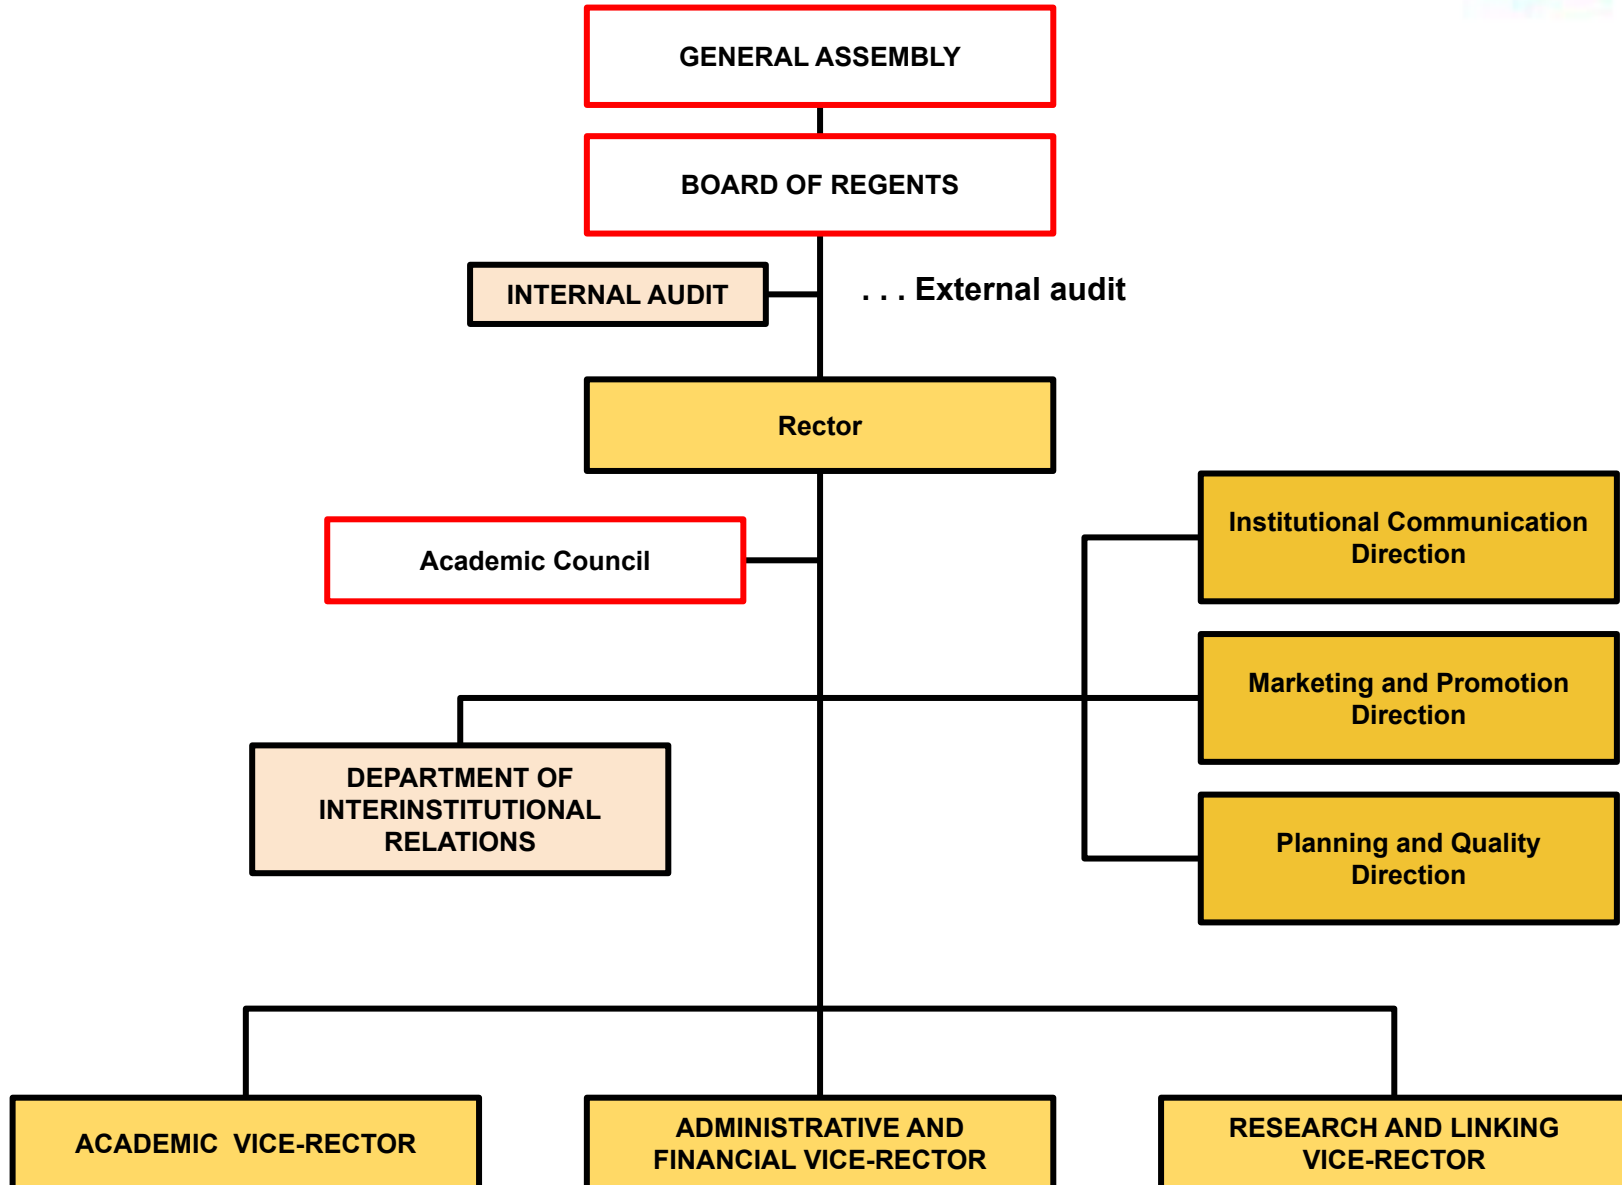 GENERAL ASSEMBLY
BOARD OF REGENTS
INTERNAL AUDIT
. . . External audit
Rector
Academic Council
Institutional Communication
Direction
Marketing and Promotion
Direction
DEPARTMENT OF
INTERINSTITUTIONAL
RELATIONS
Planning and Quality
Direction
ACADEMIC VICE-RECTOR
ADMINISTRATIVE AND
FINANCIAL VICE-RECTOR
RESEARCH AND LINKING
VICE-RECTOR